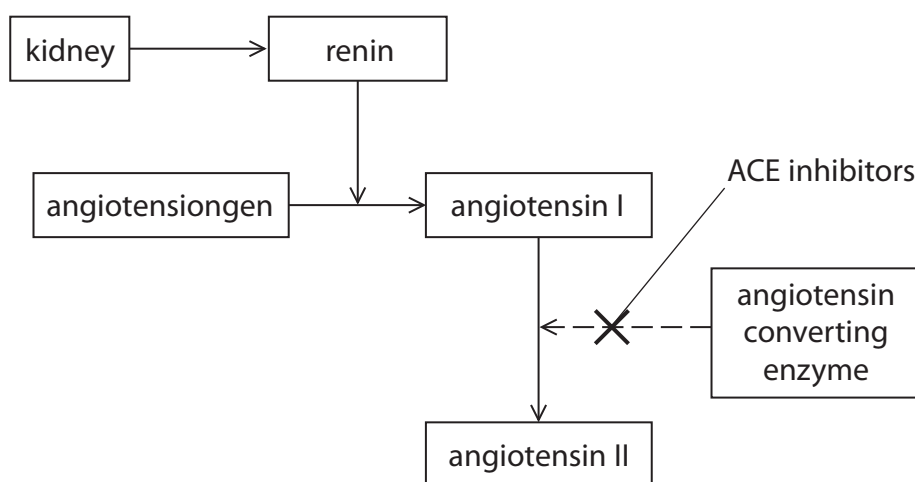 kidney
renin
ACE inhibitors
angiotensiongen
angiotensin I
angiotensin
converting
enzyme
angiotensin II